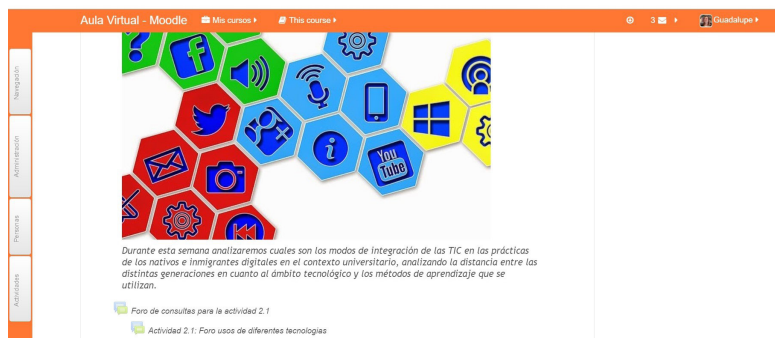 Aula Virtual - Moodle Mis cursos This course 3 Guadalupe
Navegación
Administración
Personas
Actividades
You
Tube
Durante esta semana analizaremos cuales son los modos de integración de las TIC en las prácticas
de los nativos e inmigrantes digitales en el contexto universitario, analizando la distancia entre las
distintas generaciones en cuanto al ámbito tecnológico y los métodos de aprendizaje que se
utilizan.
Foro de consultas para la actividad 2.1
Actividad 2.1: Foro usos de diferentes tecnologias